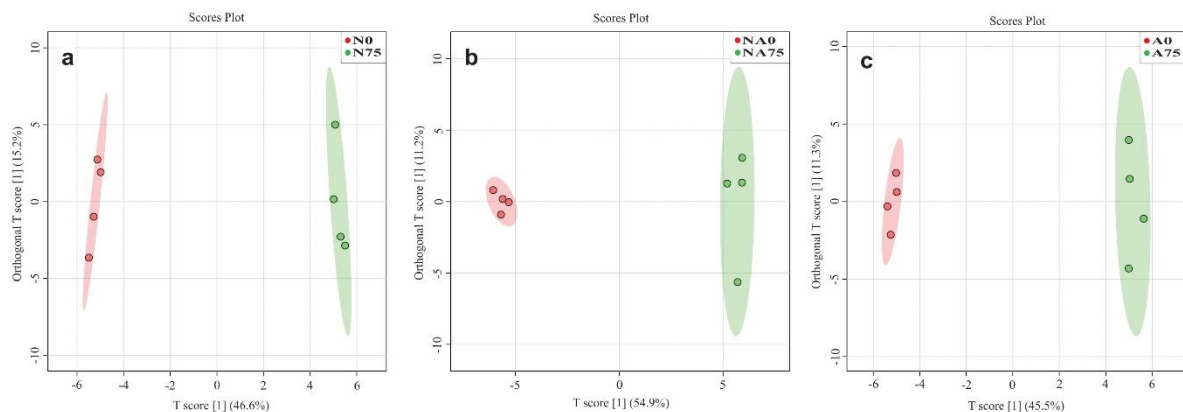 Scores Plot
a
N0
N75
10
5
0
-5
-10
Orthogonal T score [1] (15.2%)
-6 -4 -2 0 2 4 6
T score [1] (46.6%)
Scores Plot
b
NA0
NA75
10
5
0
-5
-10
Orthogonal T score [1] (11.2%)
-5 0 5
T score [1] (54.9%)
Scores Plot
c
A0
A75
10
5
0
-5
-10
Orthogonal T score [1] (11.3%)
-6 -4 -2 0 2 4 6
T score [1] (45.5%)